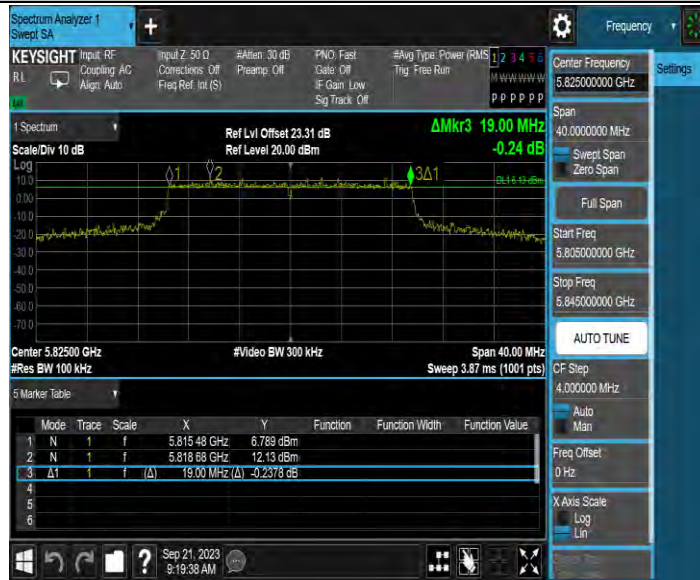 Spectrum Analyzer 1
Swept SA
+
Frequency
KEYSIGHT Input: RF Input Z: 50 Ω #Atten: 30 dB PNO: Fast #Avg Type: Power (RMS 1 2 3 4 5 6
RL Coupling: AC Corrections: Off Preamp: Off Gate: Off Trig: Free Run M W W W W W
Align: Auto Freq Ref: Int (S) IF Gain: Low
Sig Track: Off P P P P P P
1 Spectrum
Ref Lvl Offset 23.31 dB ΔMkr3 19.00 MHz
Scale/Div 10 dB Ref Level 20.00 dBm -0.24 dB
Log
10.0
0.00
-10.0
-20.0
-30.0
-40.0
-50.0
-60.0
-70.0
1
2
3Δ1
DL1 6.13 dBm
Center 5.82500 GHz #Video BW 300 kHz Span 40.00 MHz
#Res BW 100 kHz Sweep 3.87 ms (1001 pts)
5 Marker Table
Mode Trace Scale X Y Function Function Width Function Value
1 N 1 f 5.815 48 GHz 6.789 dBm
2 N 1 f 5.818 68 GHz 12.13 dBm
3 Δ1 1 f (Δ) 19.00 MHz (Δ) -0.2378 dB
4
5
6
Sep 21, 2023
9:19:38 AM
?
Center Frequency
5.825000000 GHz
Settings
Span
40.0000000 MHz
Swept Span
Zero Span
Full Span
Start Freq
5.805000000 GHz
Stop Freq
5.845000000 GHz
AUTO TUNE
CF Step
4.000000 MHz
Auto
Man
Freq Offset
0 Hz
X Axis Scale
Log
Lin